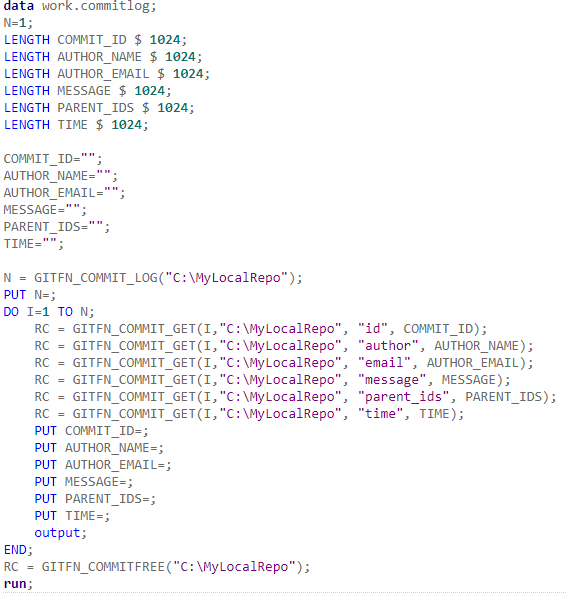 data work.commitlog;
N=1;
LENGTH COMMIT_ID $ 1024;
LENGTH AUTHOR_NAME $ 1024;
LENGTH AUTHOR_EMAIL $ 1024;
LENGTH MESSAGE $ 1024;
LENGTH PARENT_IDS $ 1024;
LENGTH TIME $ 1024;

COMMIT_ID="";
AUTHOR_NAME="";
AUTHOR_EMAIL="";
MESSAGE="";
PARENT_IDS="";
TIME="";

N = GITFN_COMMIT_LOG("C:\MyLocalRepo");
PUT N=;
DO I=1 TO N;
    RC = GITFN_COMMIT_GET(I,"C:\MyLocalRepo", "id", COMMIT_ID);
    RC = GITFN_COMMIT_GET(I,"C:\MyLocalRepo", "author", AUTHOR_NAME);
    RC = GITFN_COMMIT_GET(I,"C:\MyLocalRepo", "email", AUTHOR_EMAIL);
    RC = GITFN_COMMIT_GET(I,"C:\MyLocalRepo", "message", MESSAGE);
    RC = GITFN_COMMIT_GET(I,"C:\MyLocalRepo", "parent_ids", PARENT_IDS);
    RC = GITFN_COMMIT_GET(I,"C:\MyLocalRepo", "time", TIME);
    PUT COMMIT_ID=;
    PUT AUTHOR_NAME=;
    PUT AUTHOR_EMAIL=;
    PUT MESSAGE=;
    PUT PARENT_IDS=;
    PUT TIME=;
    output;
END;
RC = GITFN_COMMITFREE("C:\MyLocalRepo");
run;